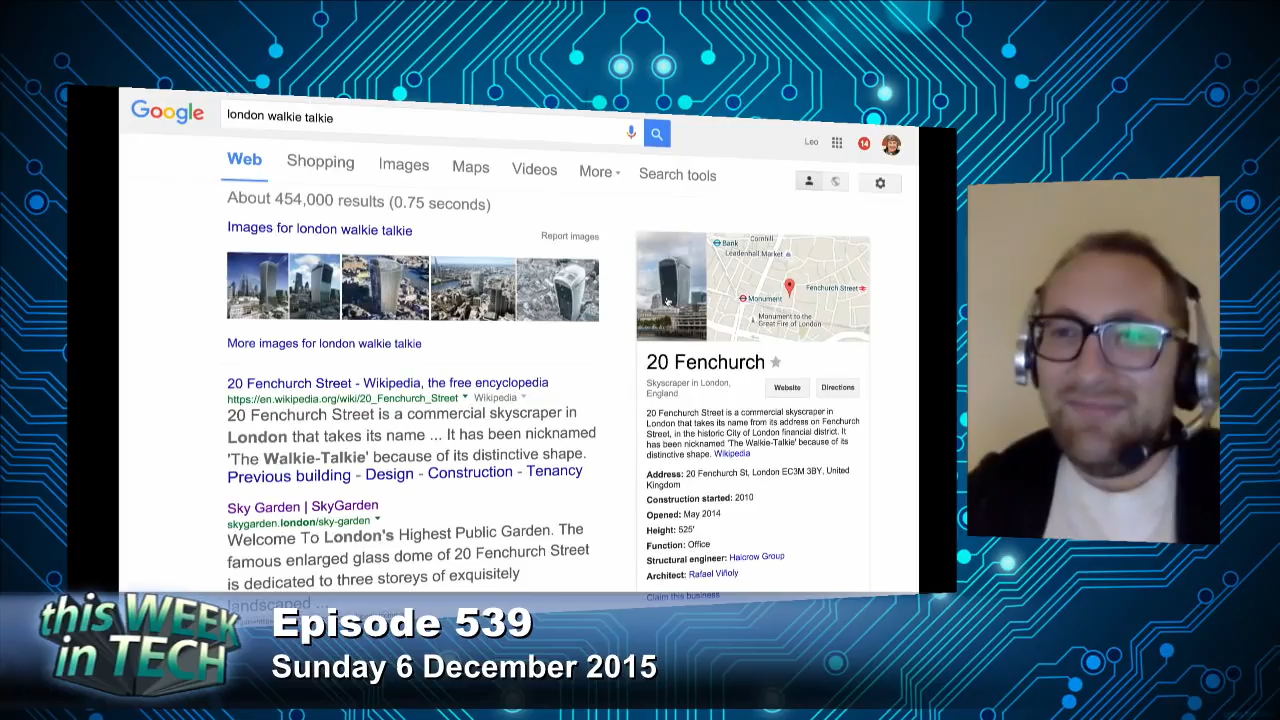 Google
london walkie talkie
Leo
14
Web Shopping Images Maps Videos More Search tools
About 454,000 results (0.75 seconds)
Images for london walkie talkie
Report images
More images for london walkie talkie
20 Fenchurch Street - Wikipedia, the free encyclopedia
https://en.wikipedia.org/wiki/20_Fenchurch_Street Wikipedia
20 Fenchurch Street is a commercial skyscraper in
London that takes its name ... It has been nicknamed
'The Walkie-Talkie' because of its distinctive shape.
Previous building - Design - Construction - Tenancy
Sky Garden | SkyGarden
skygarden.london/sky-garden
Welcome To London's Highest Public Garden. The
famous enlarged glass dome of 20 Fenchurch Street
is dedicated to three storeys of exquisitely
landscaped ...
Bank
Cornhill
Leadenhall Market
Fenchurch Street
Monument
Monument to the
Great Fire of London
20 Fenchurch
Skyscraper in London,
England
Website
Directions
20 Fenchurch Street is a commercial skyscraper in
London that takes its name from its address on Fenchurch
Street, in the historic City of London financial district. It
has been nicknamed 'The Walkie-Talkie' because of its
distinctive shape. Wikipedia
Address: 20 Fenchurch St, London EC3M 3BY, United
Kingdom
Construction started: 2010
Opened: May 2014
Height: 525'
Function: Office
Structural engineer: Halcrow Group
Architect: Rafael Viñoly
Claim this business
this WEEK
in TECH
Episode 539
Sunday 6 December 2015